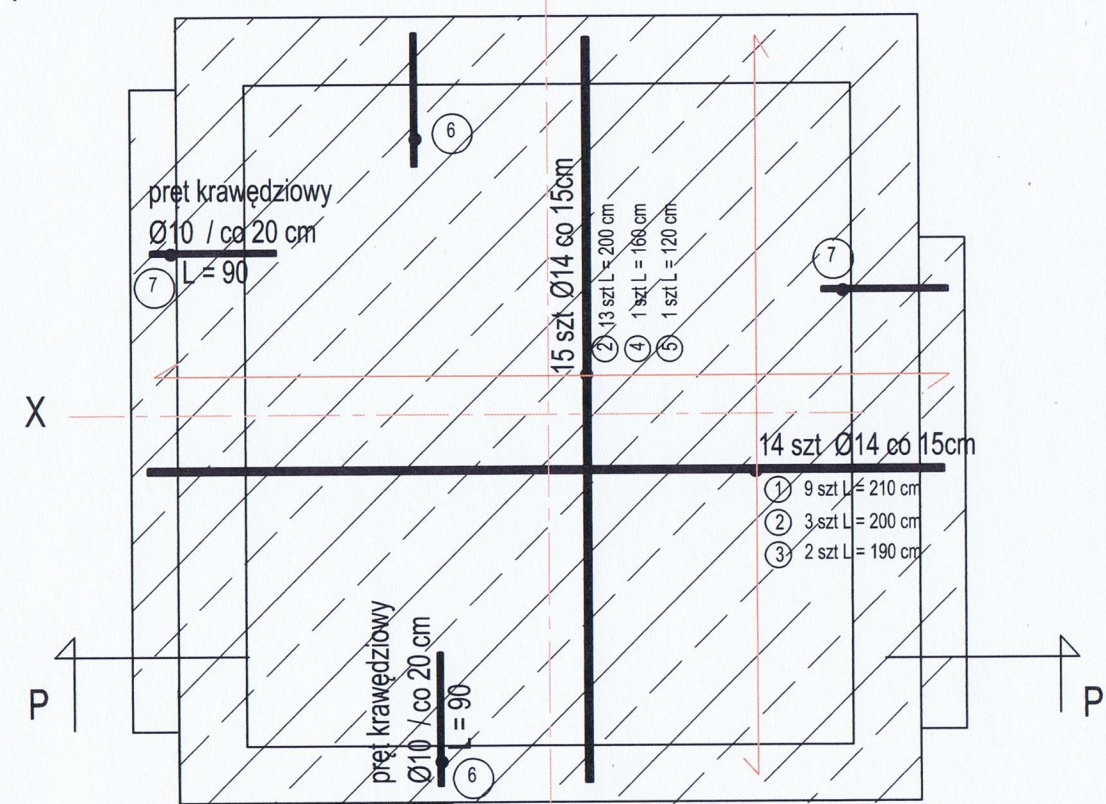 6
pręt krawędziowy
Ø10 / co 20 cm
L = 90
7
7
15 szt Ø14 co 15cm
2 13 szt L = 200 cm
4 1 szt L = 160 cm
5 1 szt L = 120 cm
X
14 szt Ø14 co 15cm
1 9 szt L = 210 cm
2 3 szt L = 200 cm
3 2 szt L = 190 cm
P
P
pręt krawędziowy
Ø10 / co 20 cm
L = 90
6